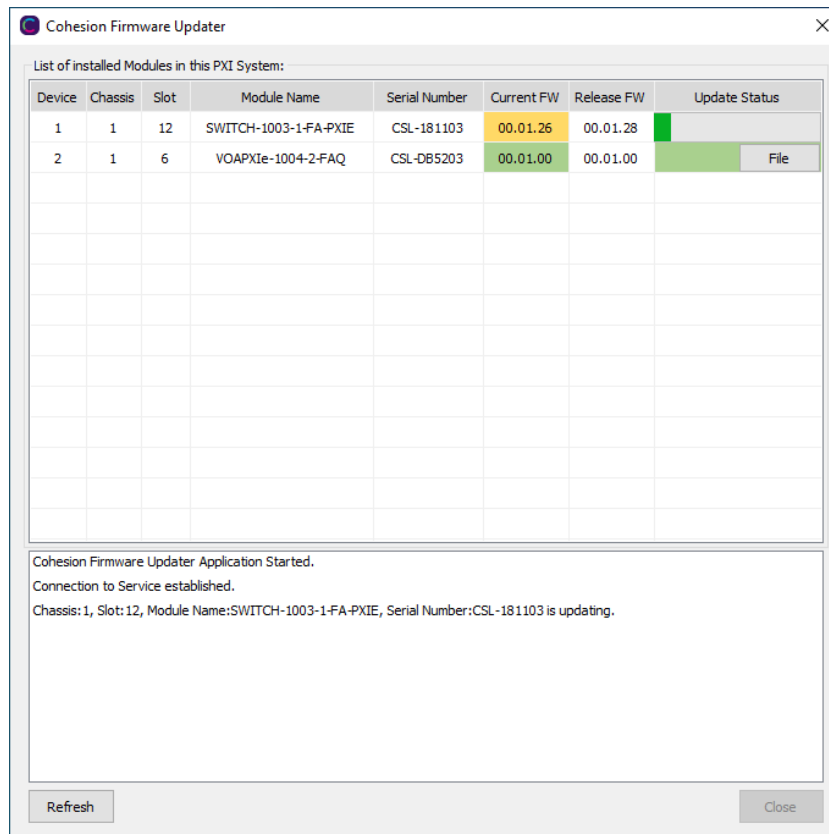 Cohesion Firmware Updater
List of installed Modules in this PXI System:
Device Chassis Slot Module Name Serial Number Current FW Release FW Update Status
1 1 12 SWITCH-1003-1-FA-PXIE CSL-181103 00.01.26 00.01.28
2 1 6 VOAPXIe-1004-2-FAQ CSL-DB5203 00.01.00 00.01.00 File
Cohesion Firmware Updater Application Started.
Connection to Service established.
Chassis:1, Slot:12, Module Name:SWITCH-1003-1-FA-PXIE, Serial Number:CSL-181103 is updating.
Refresh Close